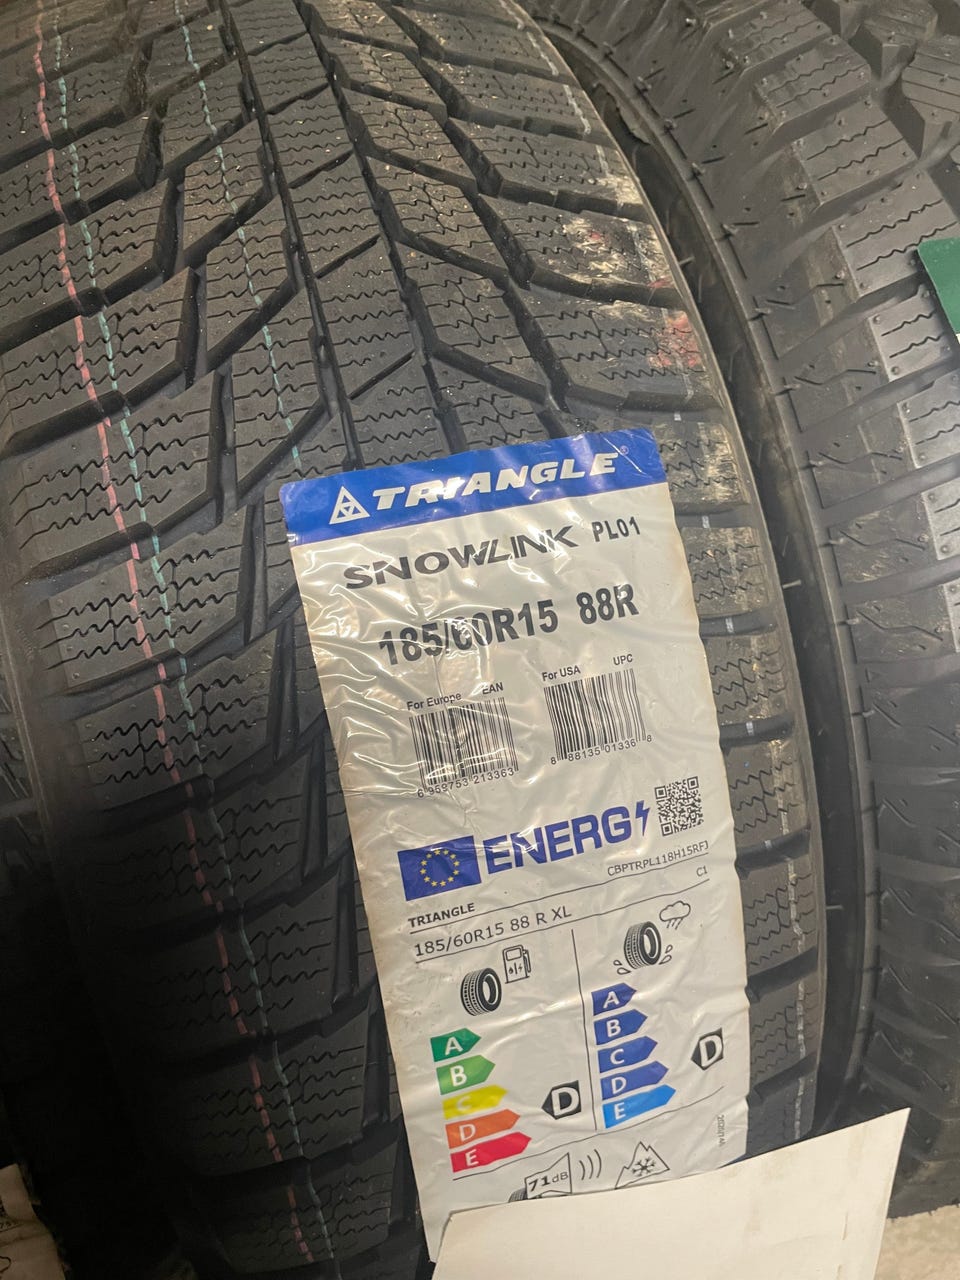 TRIANGLE
SNOWLINK PL01
185/60R15 88R
For Europe EAN
For USA UPC
6 959753 213363
8 88135 01336 8
ENERG
CBPTRPL118H15RFJ
TRIANGLE C1
185/60R15 88 R XL
A
B
C
D
E
D
A
B
C
D
E
D
71dB